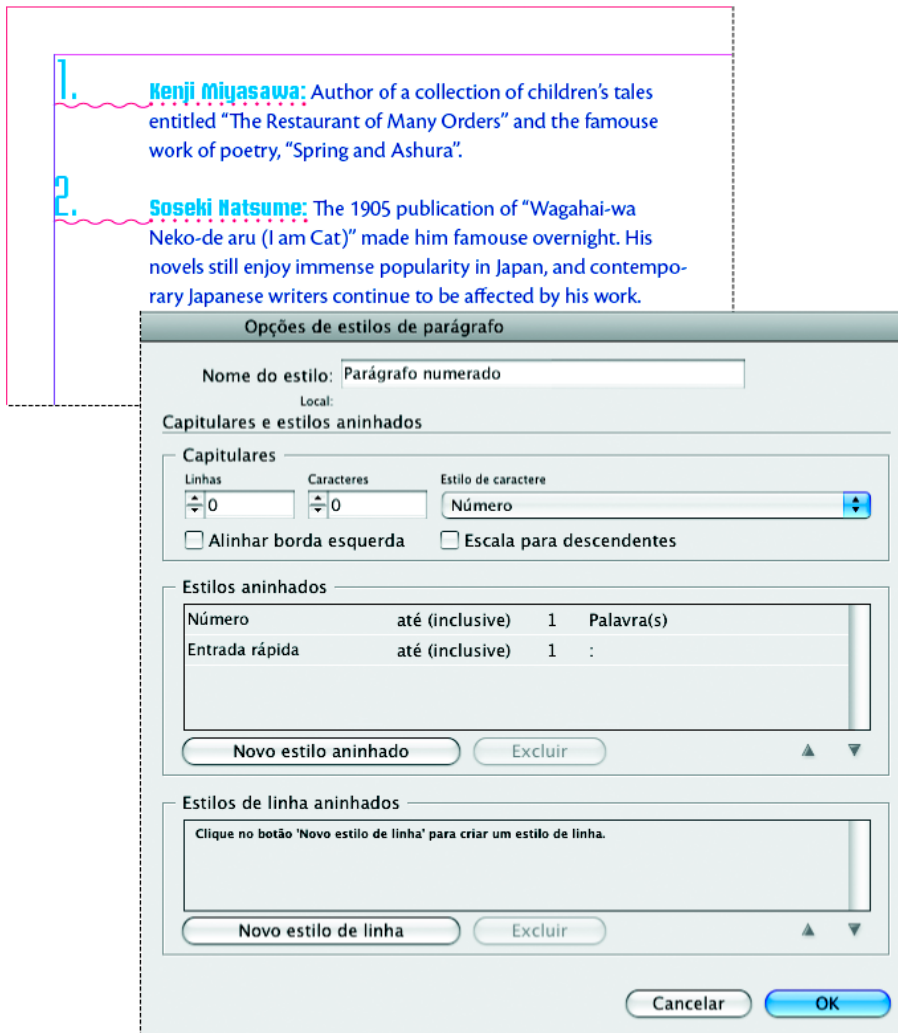 1. Kenji Miyasawa: Author of a collection of children's tales
entitled “The Restaurant of Many Orders” and the famouse
work of poetry, “Spring and Ashura”.
2. Soseki Natsume: The 1905 publication of “Wagahai-wa
Neko-de aru (I am Cat)” made him famouse overnight. His
novels still enjoy immense popularity in Japan, and contempo-
rary Japanese writers continue to be affected by his work.
Opções de estilos de parágrafo
Nome do estilo: Parágrafo numerado
Local:
Capitulares e estilos aninhados
Capitulares
Linhas Caracteres Estilo de caractere
0 0 Número
Alinhar borda esquerda Escala para descendentes
Estilos aninhados
Número até (inclusive) 1 Palavra(s)
Entrada rápida até (inclusive) 1 :
Novo estilo aninhado Excluir
Estilos de linha aninhados
Clique no botão 'Novo estilo de linha' para criar um estilo de linha.
Novo estilo de linha Excluir
Cancelar OK